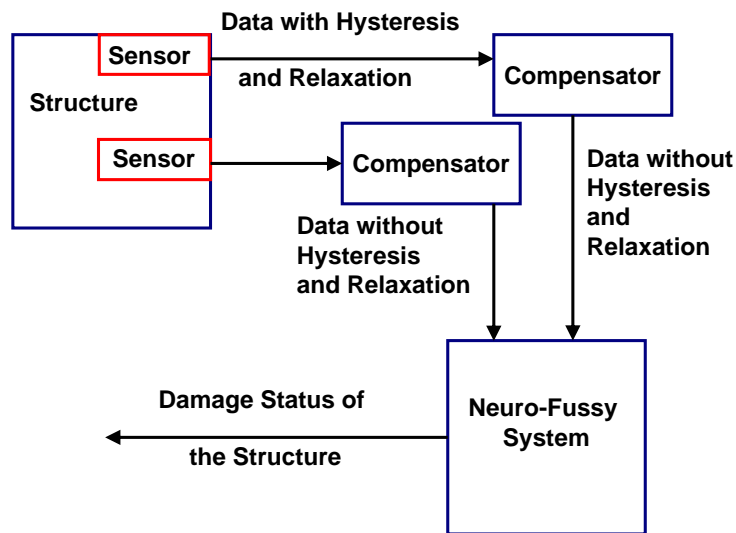 Data with Hysteresis
and Relaxation
Sensor
Structure
Sensor
Compensator
Compensator
Data without
Hysteresis
and
Relaxation
Data without
Hysteresis
and Relaxation
Neuro-Fussy
System
Damage Status of
the Structure